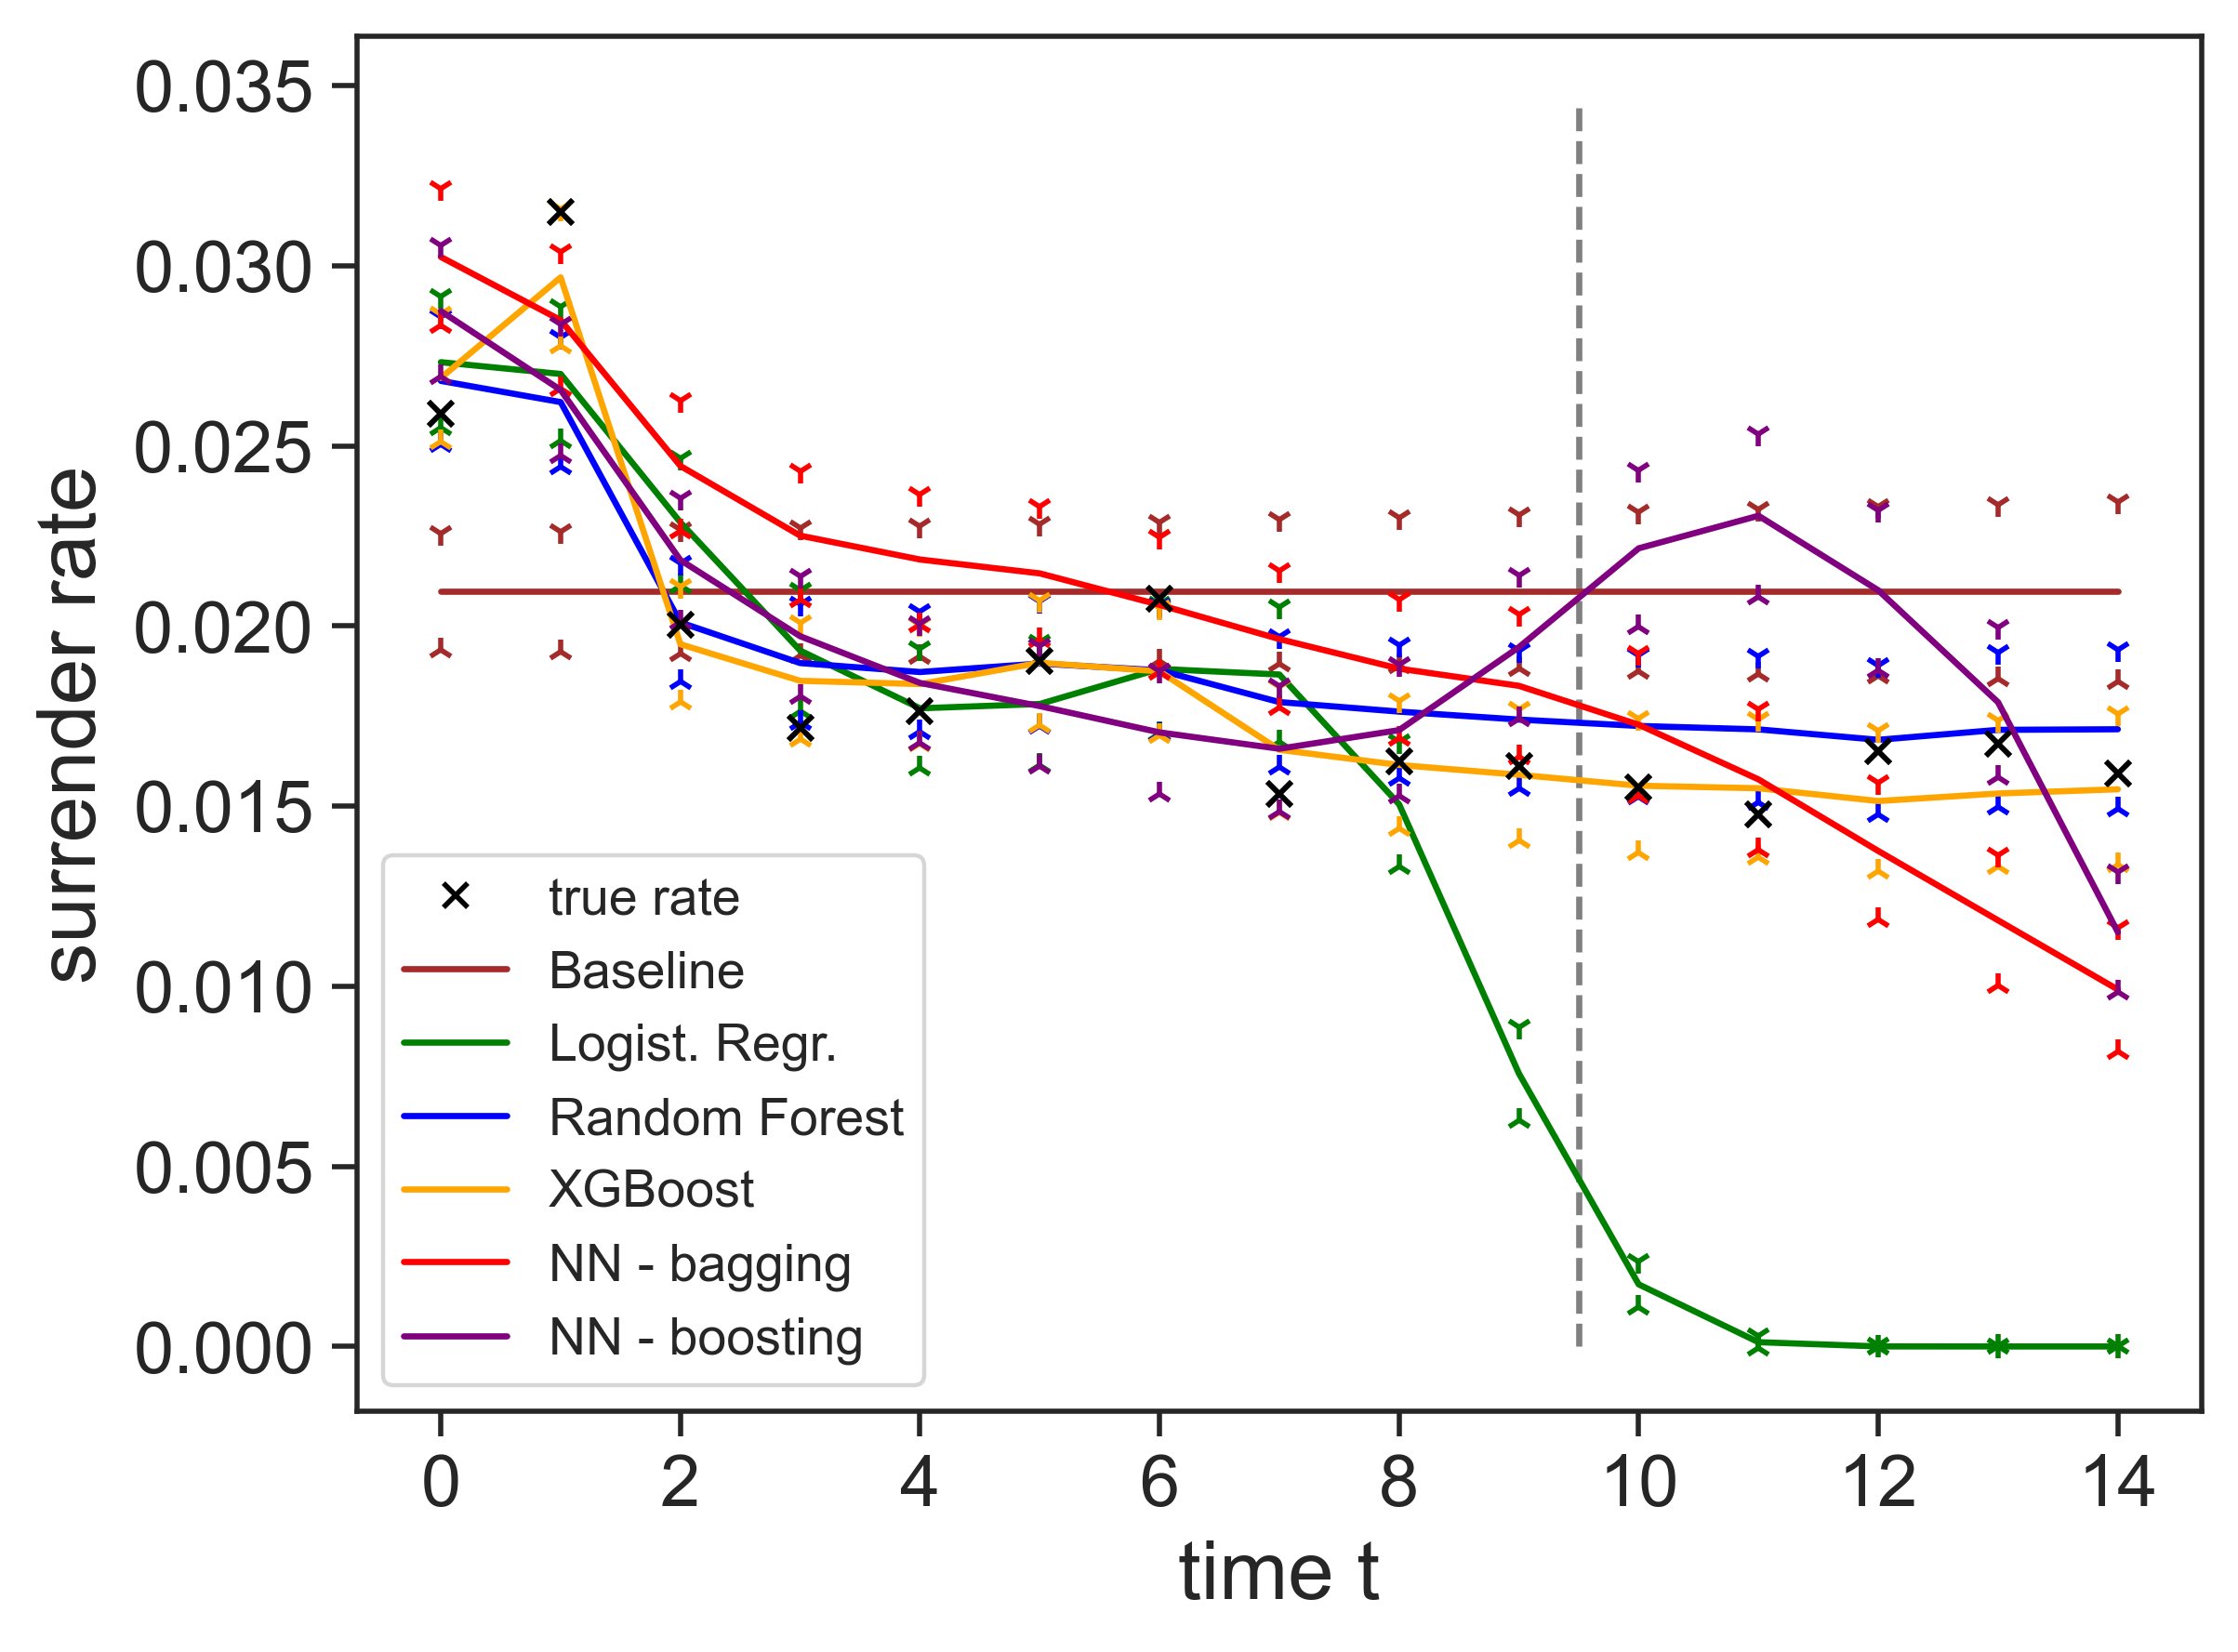 surrender rate
0.035
0.030
0.025
0.020
0.015
0.010
0.005
0.000
true rate
Baseline
Logist. Regr.
Random Forest
XGBoost
NN - bagging
NN - boosting
0 2 4 6 8 10 12 14
time t